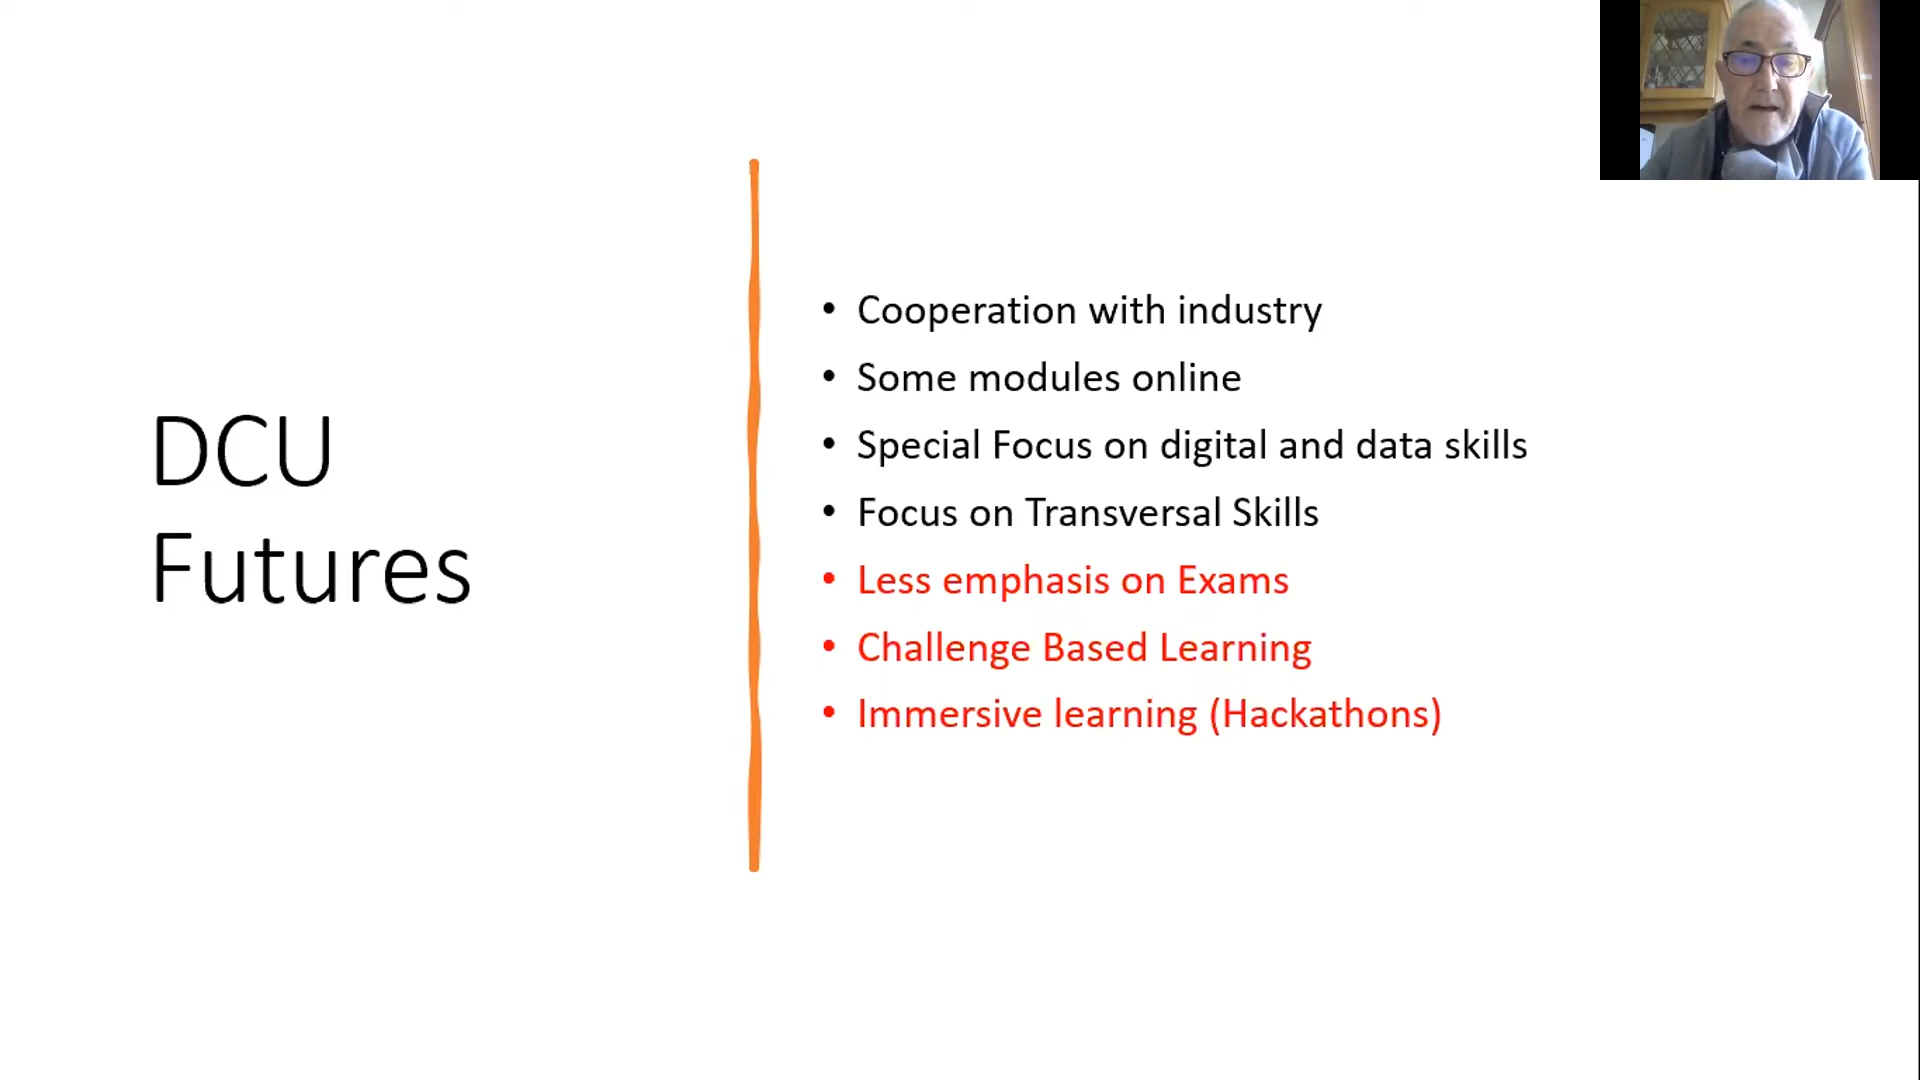 DCU
Futures
• Cooperation with industry
• Some modules online
• Special Focus on digital and data skills
• Focus on Transversal Skills
• Less emphasis on Exams
• Challenge Based Learning
• Immersive learning (Hackathons)